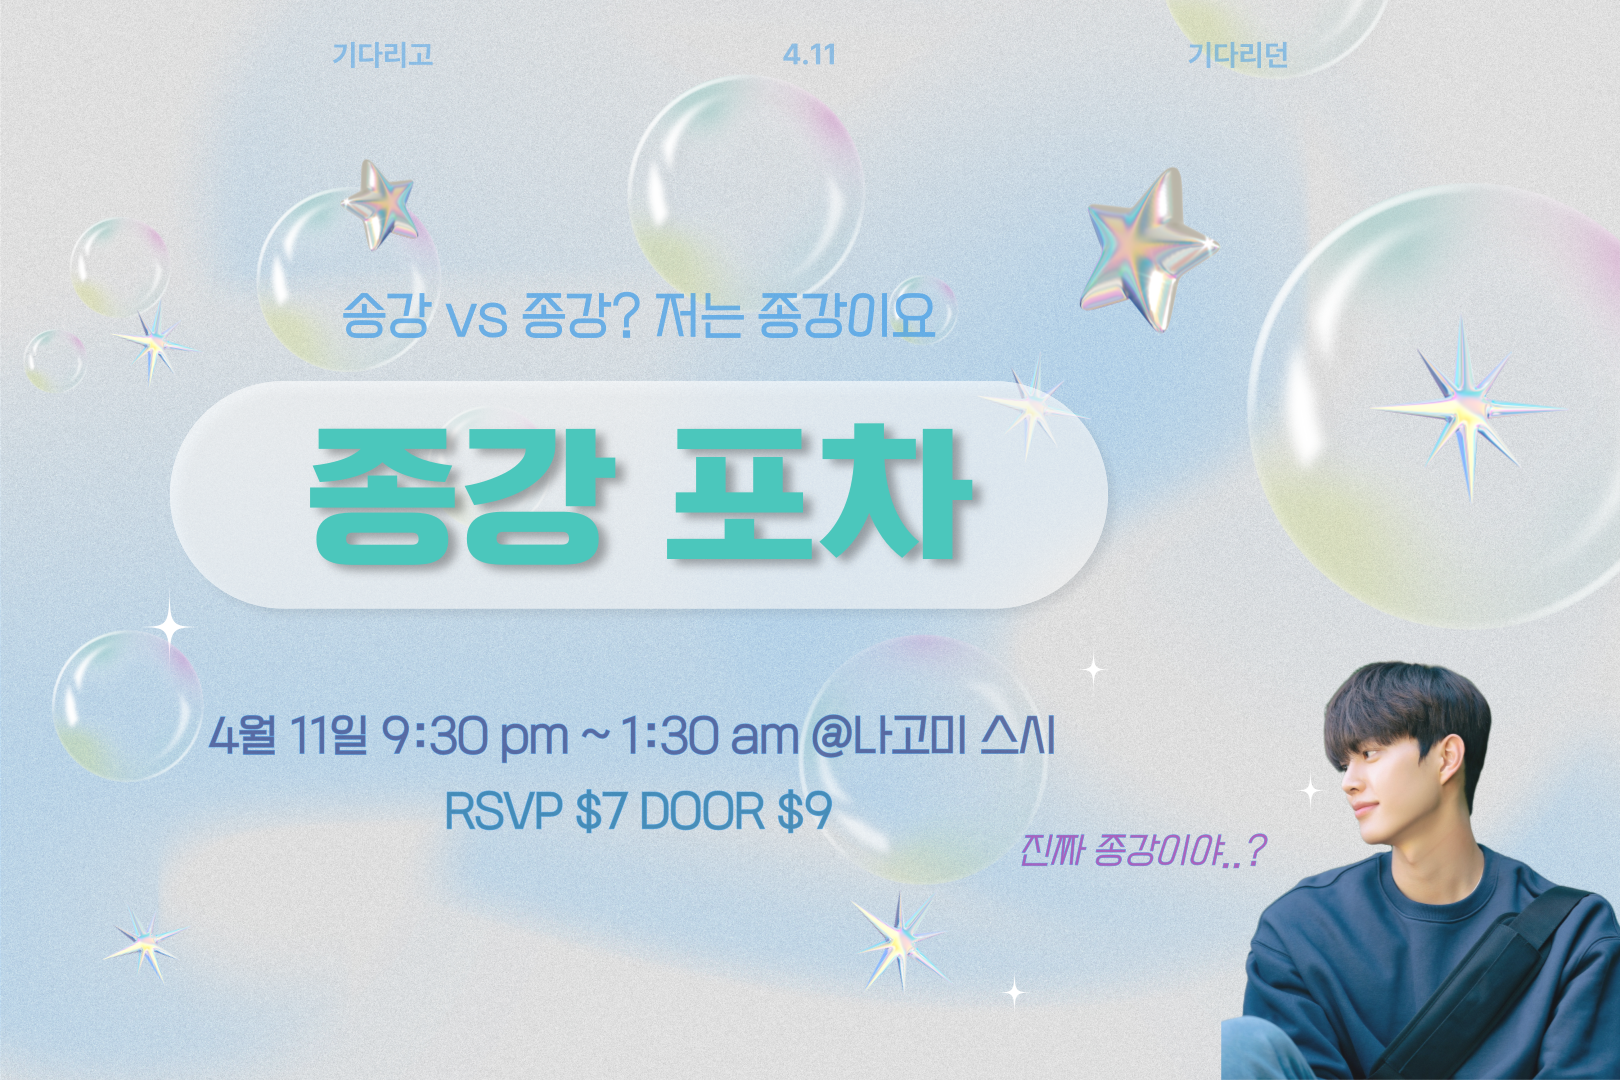 기다리고 4.11 기다리던
송강 vs 종강? 저는 종강이요
종강 포차
4월 11일 9:30 pm ~ 1:30 am @나고미 스시
RSVP $7 DOOR $9
진짜 종강이야..?